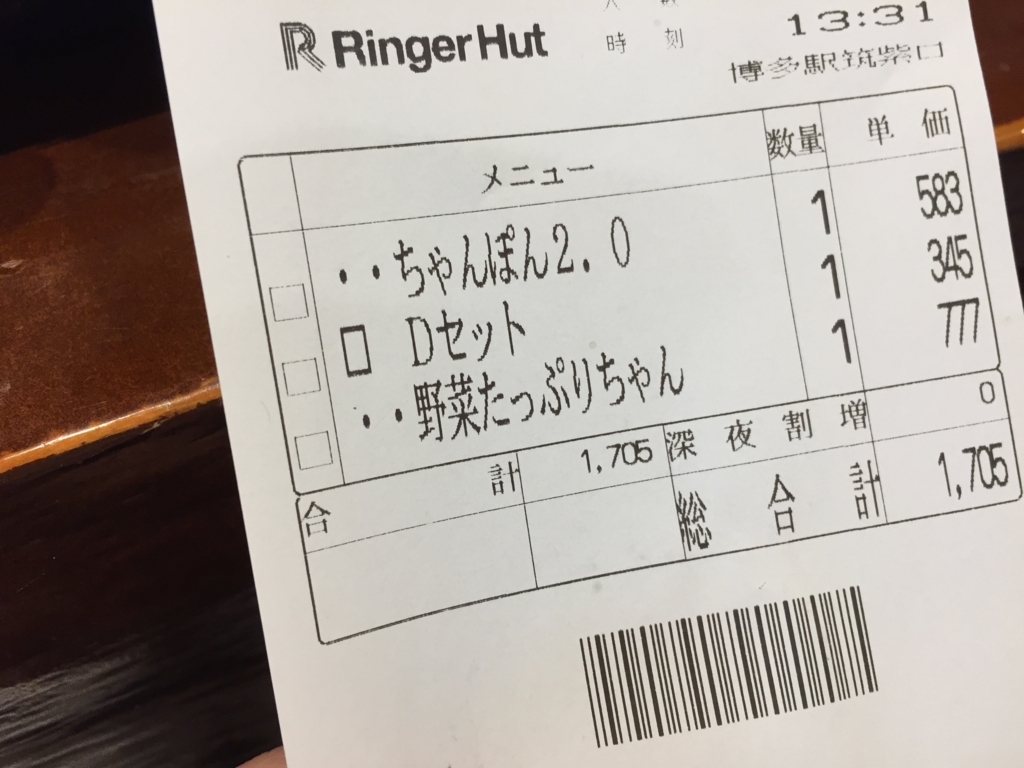 RingerHut
時刻 13:31
博多駅筑紫口
メニュー 数量 単価
・・ちゃんぽん2.0 1 583
□ Dセット 1 345
・・野菜たっぷりちゃん 1 777
合計 1,705 深夜割増 0
総合計 1,705